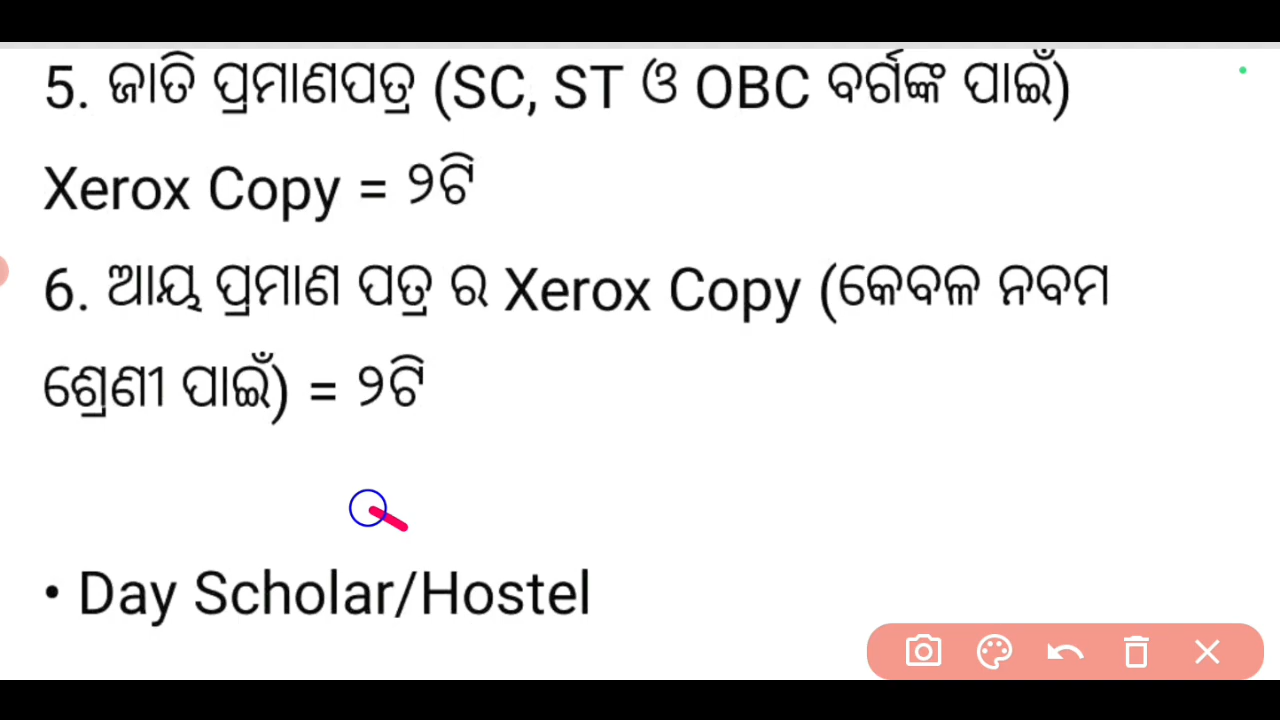 5. ଜାତି ପ୍ରମାଣପତ୍ର (SC, ST ଓ OBC ବର୍ଗଙ୍କ ପାଇଁ)
Xerox Copy = ୨ଟି
6. ଆୟ ପ୍ରମାଣ ପତ୍ର ର Xerox Copy (କେବଳ ନବମ
ଶ୍ରେଣୀ ପାଇଁ) = ୨ଟି
• Day Scholar/Hostel